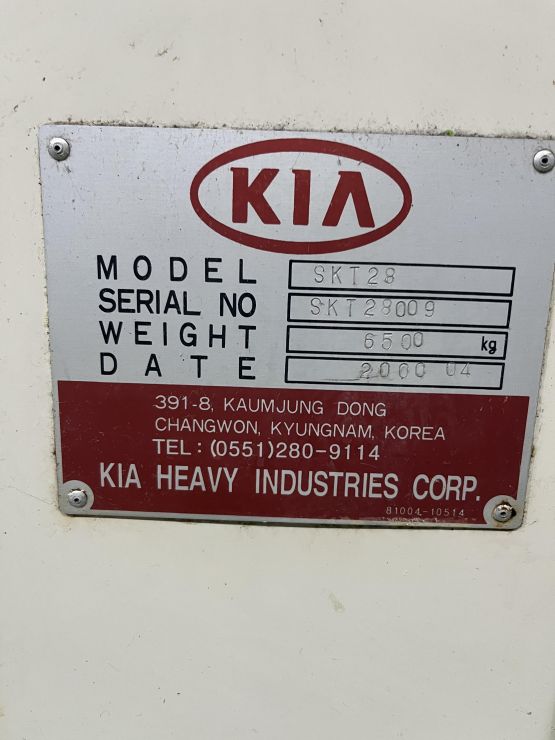 KIA
MODEL SKT28
SERIAL NO SKT28009
WEIGHT 6500 kg
DATE 2000 04
391-8, KAUMJUNG DONG
CHANGWON, KYUNGNAM, KOREA
TEL : (0551)280-9114
KIA HEAVY INDUSTRIES CORP.
81004-10514